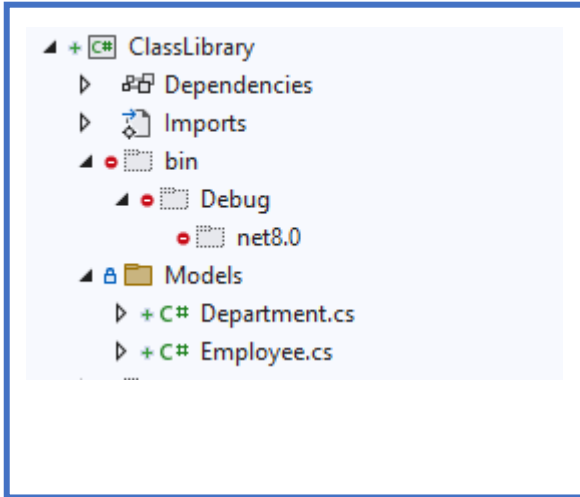 C# ClassLibrary
Dependencies
Imports
bin
Debug
net8.0
Models
C# Department.cs
C# Employee.cs